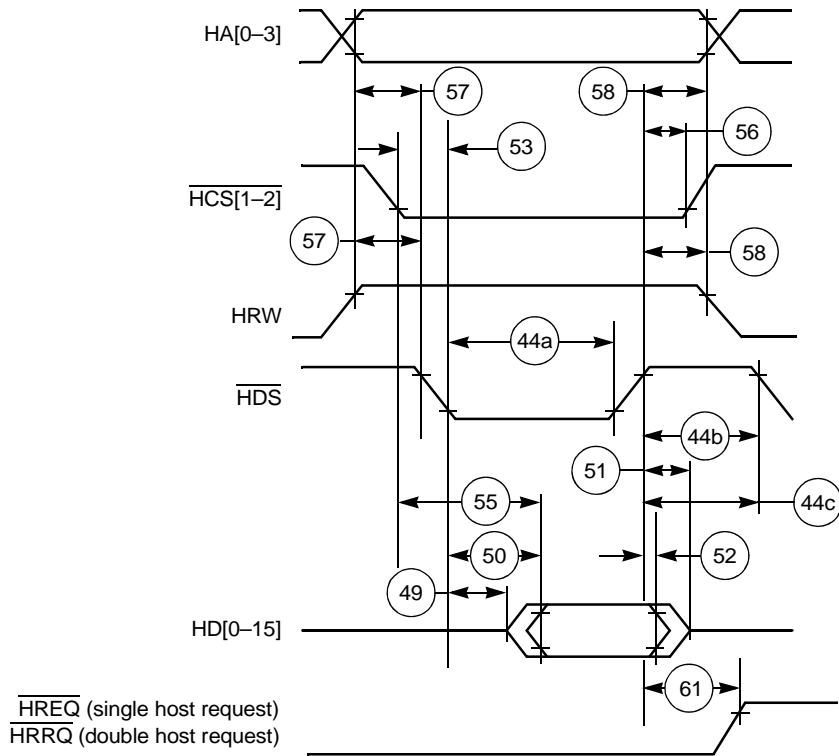 HA[0–3]
57
58
53
56
HCS[1–2]
57
58
HRW
44a
HDS
44b
51
55
44c
50
52
49
HD[0–15]
61
HREQ (single host request)
HRRQ (double host request)